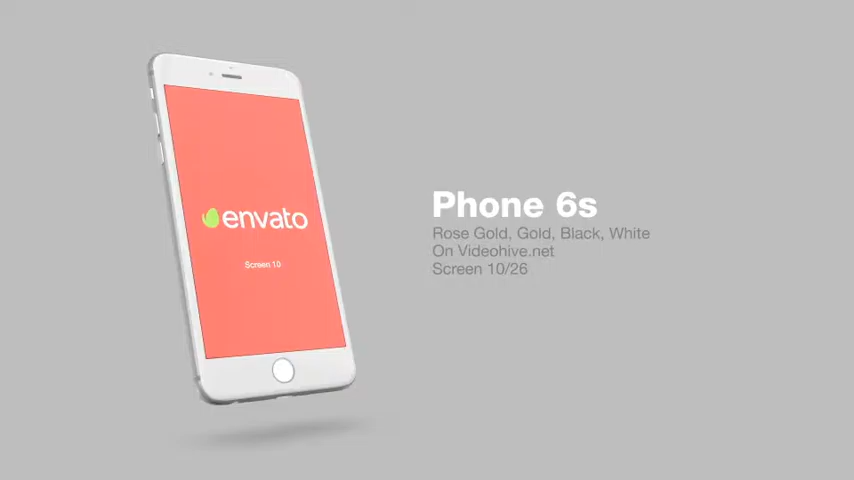 envato
Screen 10
Phone 6s
Rose Gold, Gold, Black, White
On Videohive.net
Screen 10/26